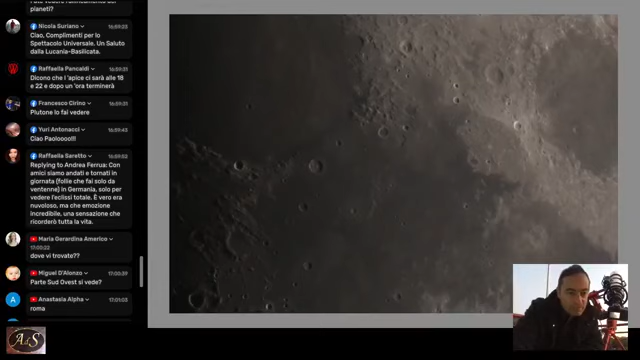 pianeti?
Nicola Suriano 16:59:25
Ciao, Complimenti per lo
Spettacolo Universale. Un Saluto
dalla Lucania-Basilicata.
Raffaella Pancaldi 16:59:31
Dicono che l 'apice ci sarà alle 18
e 22 e dopo un 'ora terminerà
Francesco Cirino 16:59:31
Plutone lo fai vedere
Yuri Antonacci 16:59:43
Ciao Paoloooo!!!
Raffaella Saretto 16:59:52
Replying to Andrea Ferrua: Con
amici siamo andati e tornati in
giornata (follie che fai solo da
ventenne) in Germania, solo per
vedere l'eclissi totale. È vero era
nuvoloso, ma che emozione
incredibile, una sensazione che
ricorderò tutta la vita.
Maria Gerardina Americo
17:00:22
dove vi trovate??
Miguel D'Alonzo 17:00:39
Parte Sud Ovest si vede?
Anastasia Alpha 17:01:03
roma
A
AdS